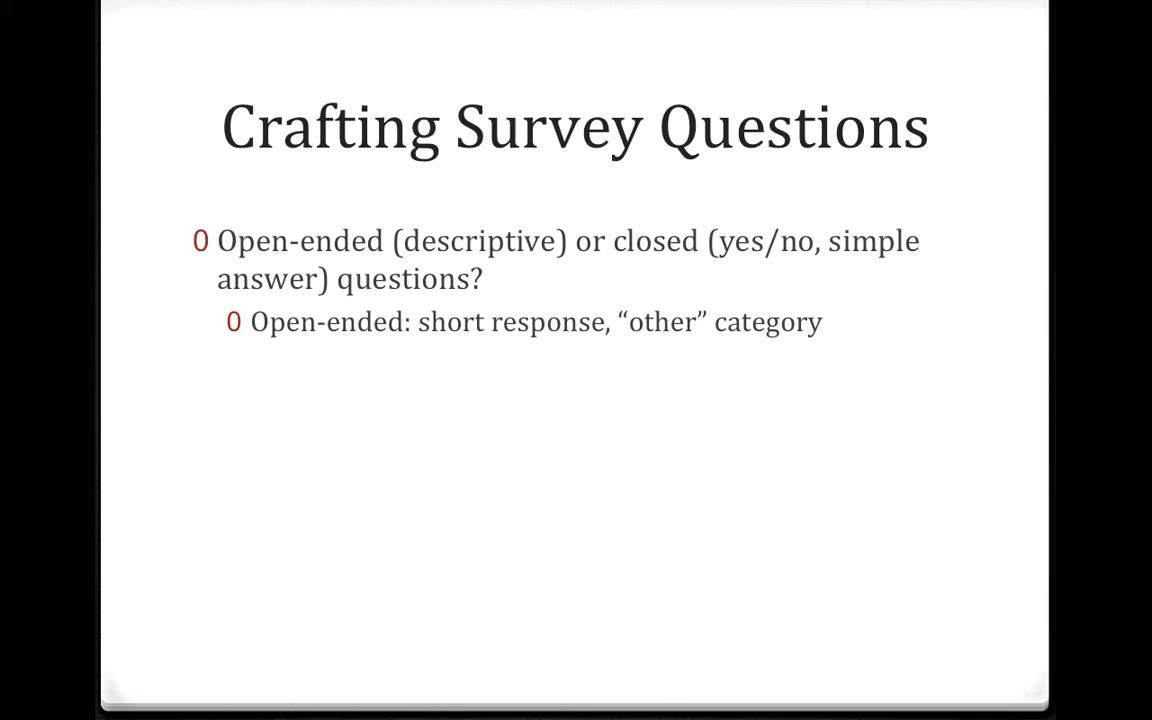 Crafting Survey Questions
0 Open-ended (descriptive) or closed (yes/no, simple
answer) questions?
0 Open-ended: short response, “other” category